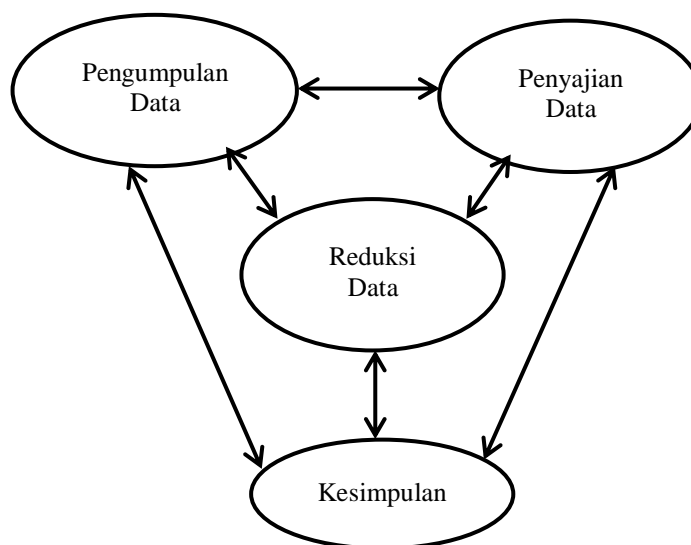 Pengumpulan
Data
Penyajian
Data
Reduksi
Data
Kesimpulan